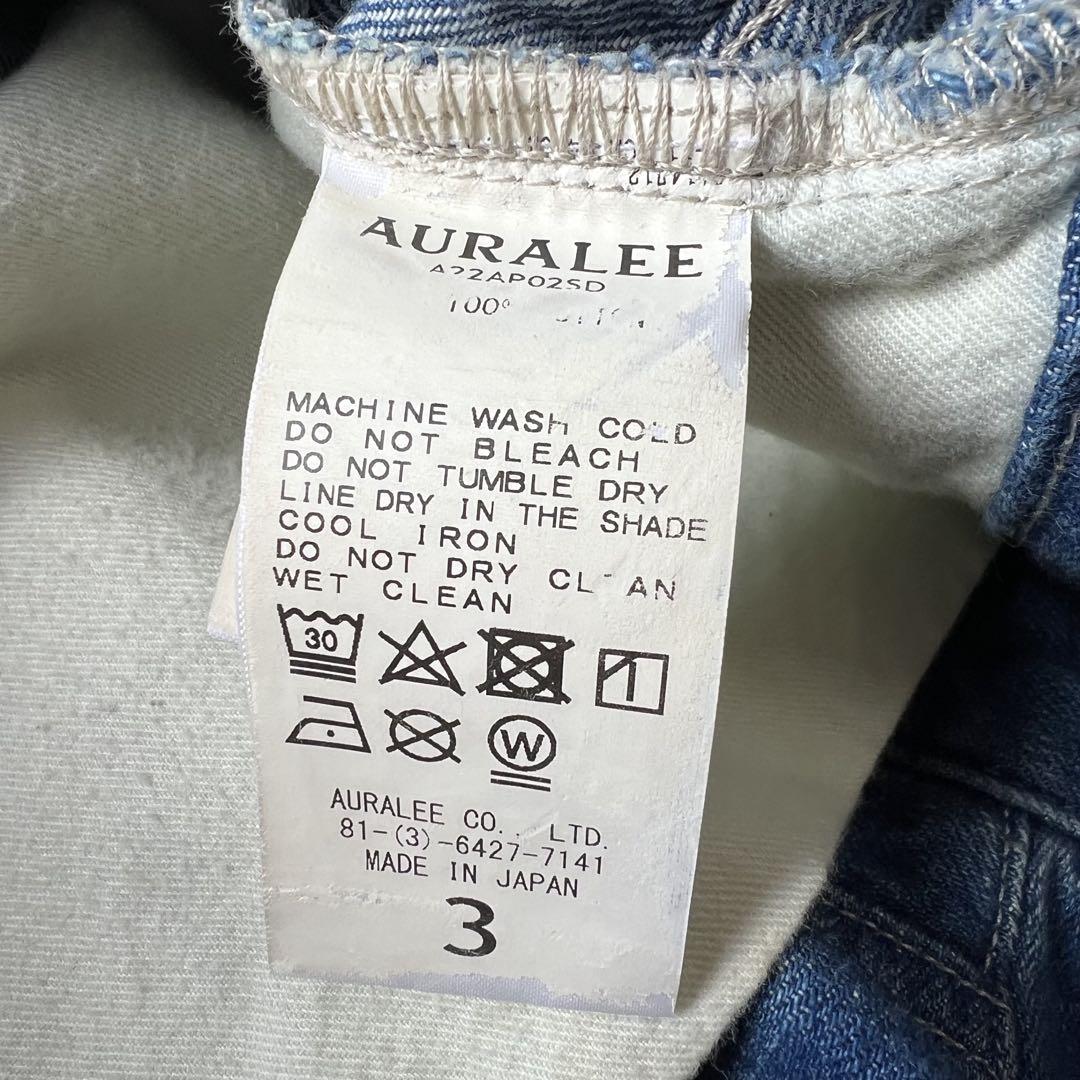 AURALEE
A22AP02SD
MACHINE WASH COLD
DO NOT BLEACH
DO NOT TUMBLE DRY
LINE DRY IN THE SHADE
COOL IRON
DO NOT DRY CLEAN
WET CLEAN
30
W
AURALEE CO., LTD.
81-(3)-6427-7141
MADE IN JAPAN
3